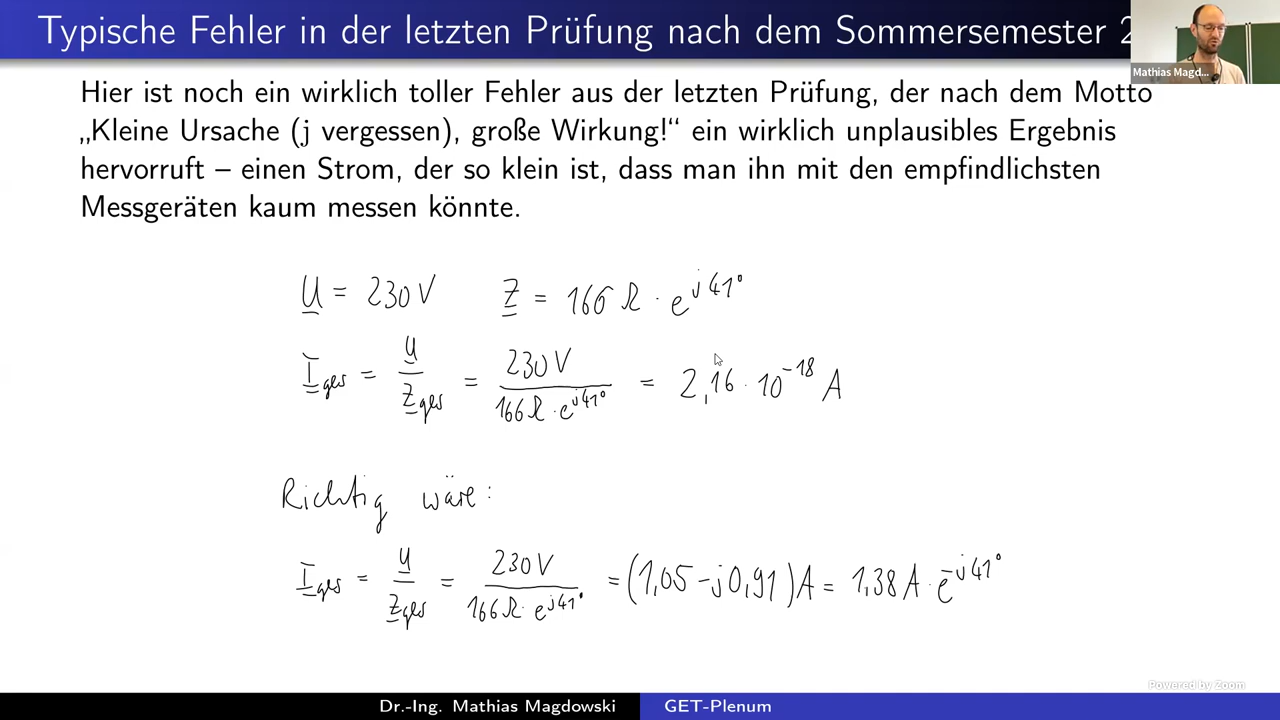 Typische Fehler in der letzten Prüfung nach dem Sommersemester 2
Mathias Magd...
Hier ist noch ein wirklich toller Fehler aus der letzten Prüfung, der nach dem Motto
„Kleine Ursache (j vergessen), große Wirkung!“ ein wirklich unplausibles Ergebnis
hervorruft – einen Strom, der so klein ist, dass man ihn mit den empfindlichsten
Messgeräten kaum messen könnte.
U = 230 V Z = 166 Ω · e^{j41°}
I_ges = U / Z_ges = 230 V / 166 Ω · e^{j41°} = 2,16 · 10^{-18} A
Richtig wäre:
I_ges = U / Z_ges = 230 V / 166 Ω · e^{j41°} = (1,05 - j0,91) A = 1,38 A · e^{-j41°}
Powered by Zoom
Dr.-Ing. Mathias Magdowski GET-Plenum